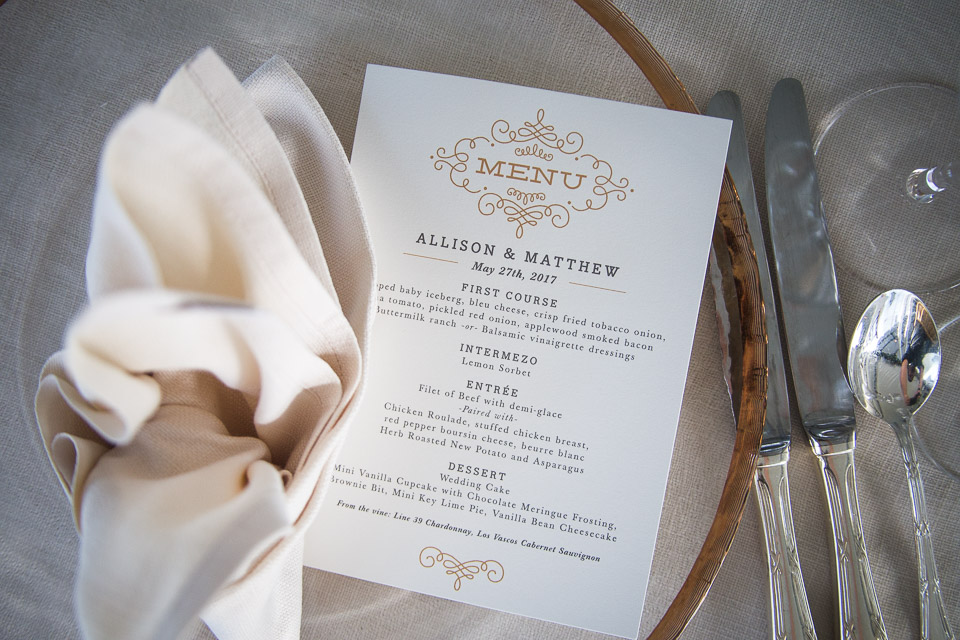 MENU
ALLISON & MATTHEW
May 27th, 2017
FIRST COURSE
baby iceberg, bleu cheese, crisp fried tobacco onion,
tomato, pickled red onion, applewood smoked bacon
Buttermilk ranch -or- Balsamic vinaigrette dressings
INTERMEZO
Lemon Sorbet
ENTRÉE
Filet of Beef with demi-glace
-Paired with-
Chicken Roulade, stuffed chicken breast,
red pepper boursin cheese, beurre blanc
Herb Roasted New Potato and Asparagus
DESSERT
Wedding Cake
Mini Vanilla Cupcake with Chocolate Meringue Frosting,
Brownie Bit, Mini Key Lime Pie, Vanilla Bean Cheesecake
From the vine: Line 39 Chardonnay, Los Vascos Cabernet Sauvignon